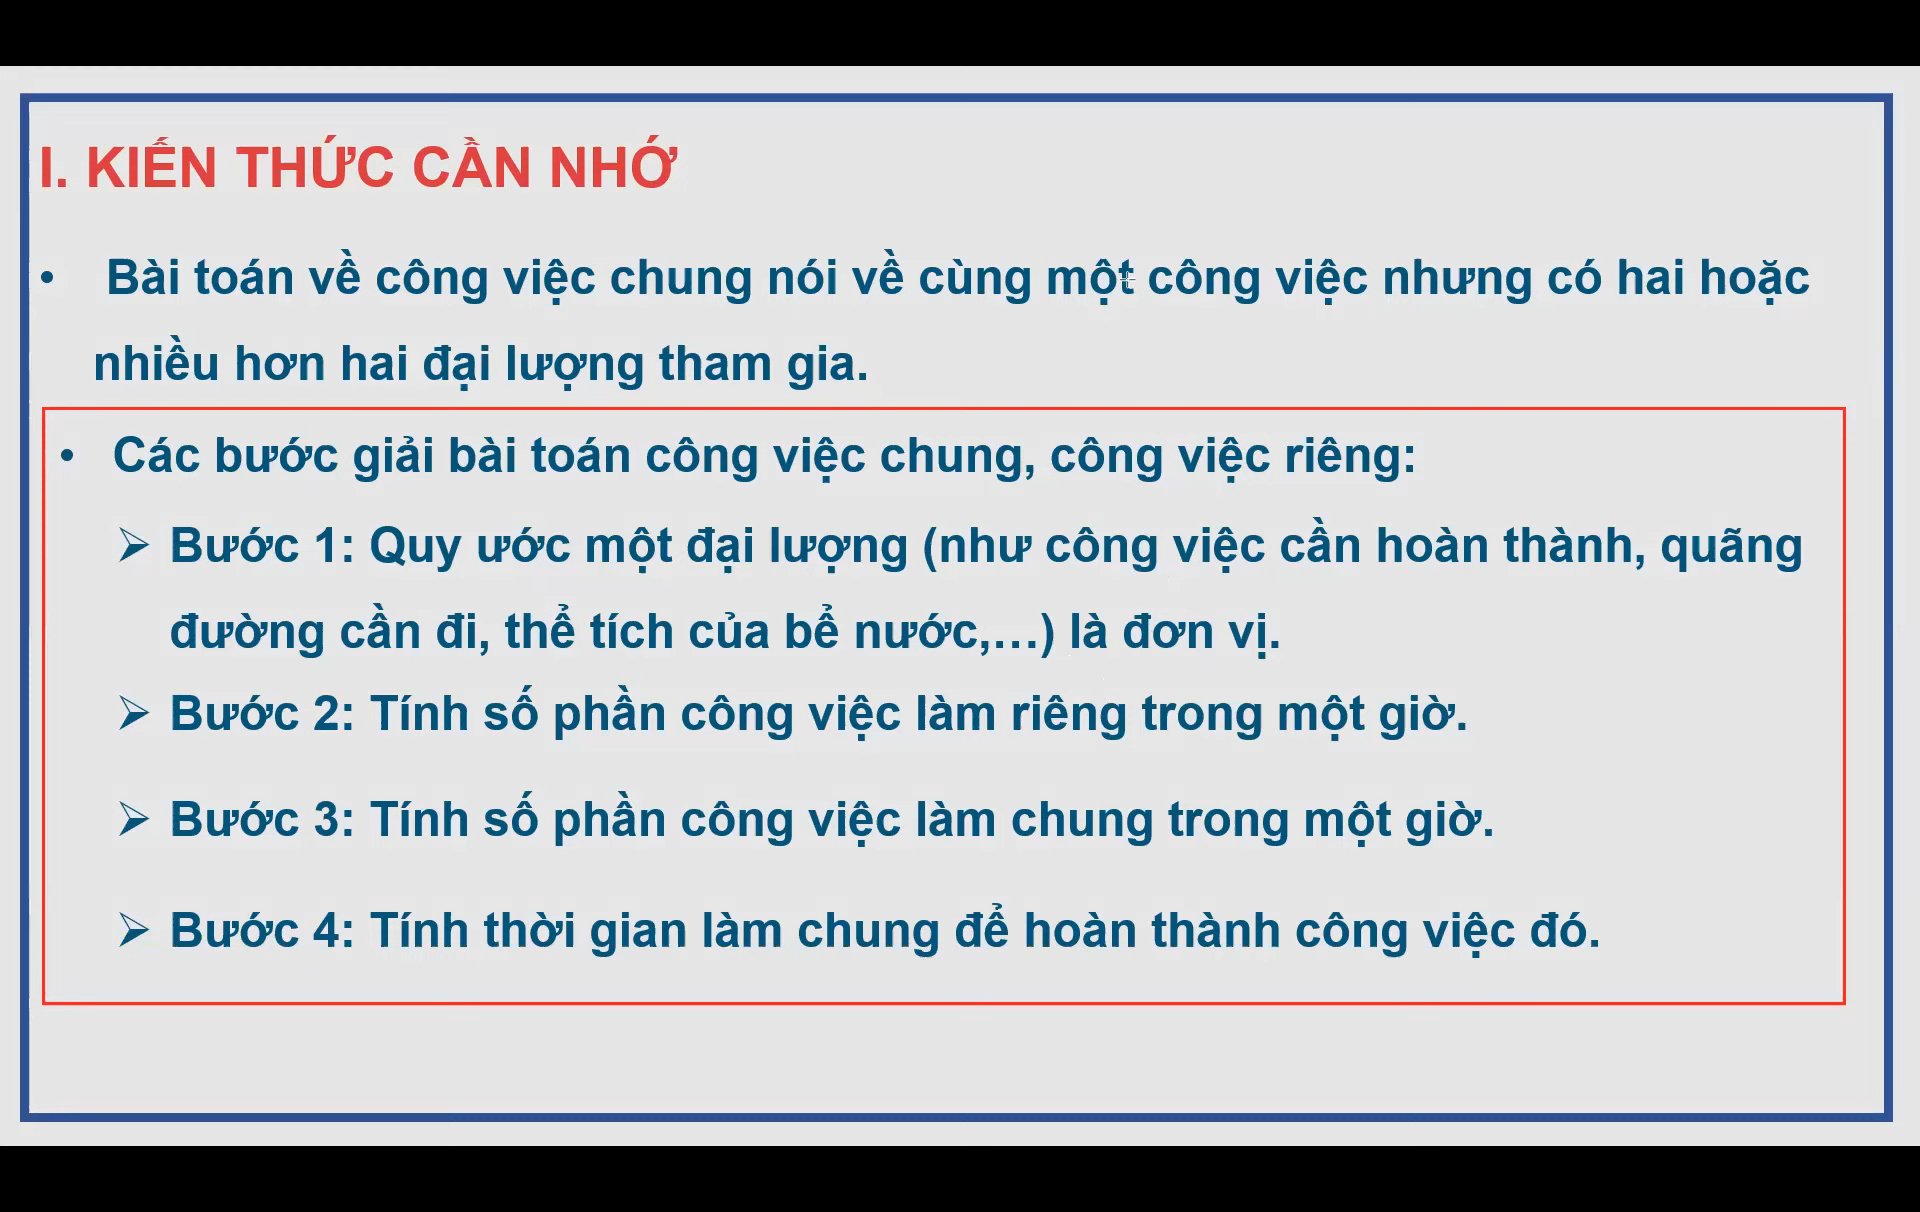 I. KIẾN THỨC CẦN NHỚ
• Bài toán về công việc chung nói về cùng một công việc nhưng có hai hoặc
nhiều hơn hai đại lượng tham gia.
• Các bước giải bài toán công việc chung, công việc riêng:
➢ Bước 1: Quy ước một đại lượng (như công việc cần hoàn thành, quãng
đường cần đi, thể tích của bể nước,…) là đơn vị.
➢ Bước 2: Tính số phần công việc làm riêng trong một giờ.
➢ Bước 3: Tính số phần công việc làm chung trong một giờ.
➢ Bước 4: Tính thời gian làm chung để hoàn thành công việc đó.